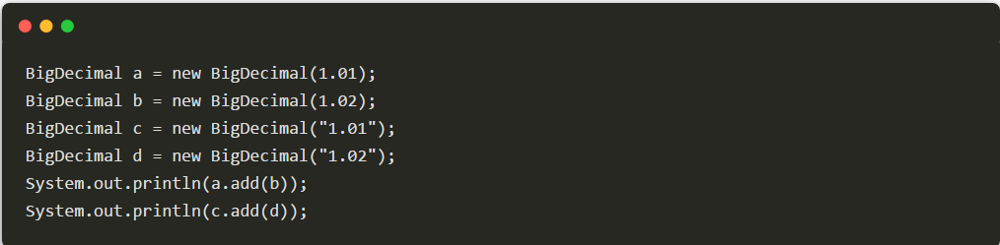 BigDecimal a = new BigDecimal(1.01);
BigDecimal b = new BigDecimal(1.02);
BigDecimal c = new BigDecimal("1.01");
BigDecimal d = new BigDecimal("1.02");
System.out.println(a.add(b));
System.out.println(c.add(d));